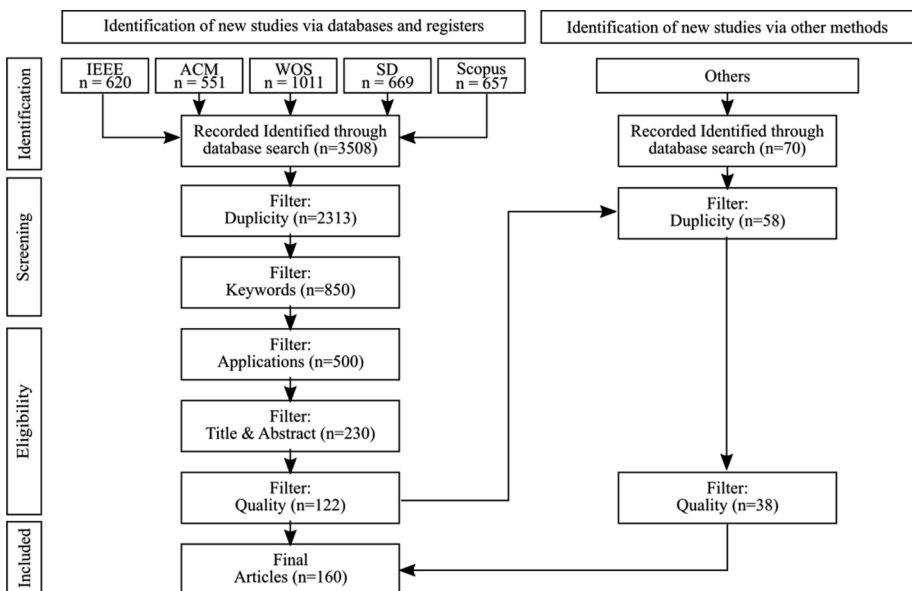 Identification of new studies via databases and registers
Identification of new studies via other methods
Identification
IEEE
n = 620
ACM
n = 551
WOS
n = 1011
SD
n = 669
Scopus
n = 657
Others
Recorded Identified through
database search (n=3508)
Recorded Identified through
database search (n=70)
Screening
Filter:
Duplicity (n=2313)
Filter:
Duplicity (n=58)
Filter:
Keywords (n=850)
Eligibility
Filter:
Applications (n=500)
Filter:
Title & Abstract (n=230)
Filter:
Quality (n=122)
Filter:
Quality (n=38)
Included
Final
Articles (n=160)